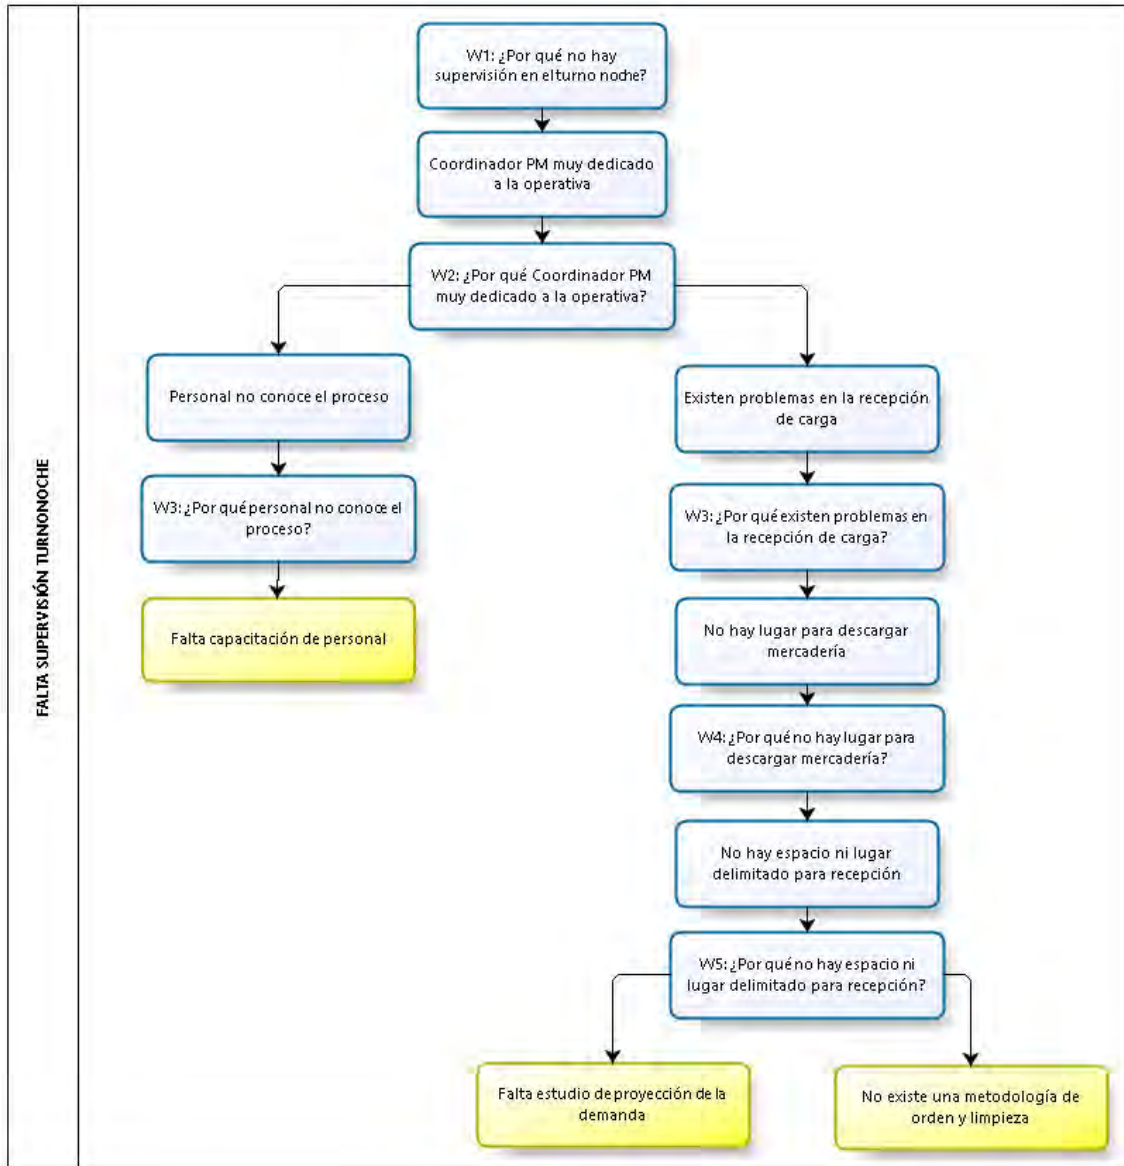 FALTA SUPERVISIÓN TURNONOCHE
W1: ¿Por qué no hay
supervisión en el turno noche?
Coordinador PM muy dedicado
a la operativa
W2: ¿Por qué Coordinador PM
muy dedicado a la operativa?
Personal no conoce el proceso
W3: ¿Por qué personal no conoce el
proceso?
Falta capacitación de personal
Existen problemas en la recepción
de carga
W3: ¿Por qué existen problemas en
la recepción de carga?
No hay lugar para descargar
mercadería
W4: ¿Por qué no hay lugar para
descargar mercadería?
No hay espacio ni lugar
delimitado para recepción
W5: ¿Por qué no hay espacio ni
lugar delimitado para recepción?
Falta estudio de proyección de la
demanda
No existe una metodología de
orden y limpieza